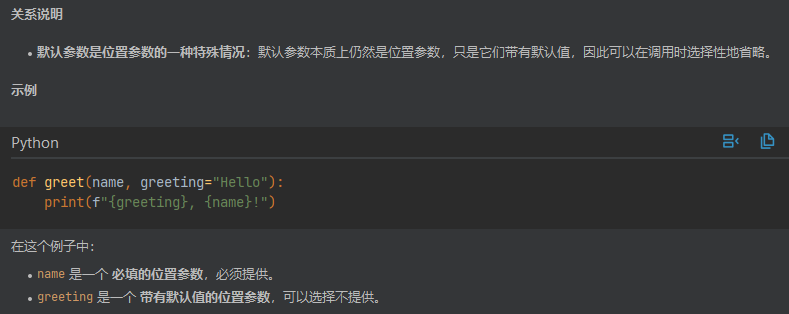 关系说明
• 默认参数是位置参数的一种特殊情况：默认参数本质上仍然是位置参数，只是它们带有默认值，因此可以在调用时选择性地省略。
示例
Python
def greet(name, greeting="Hello"):
    print(f"{greeting}, {name}!")
在这个例子中：
• name 是一个 必填的位置参数，必须提供。
• greeting 是一个 带有默认值的位置参数，可以选择不提供。